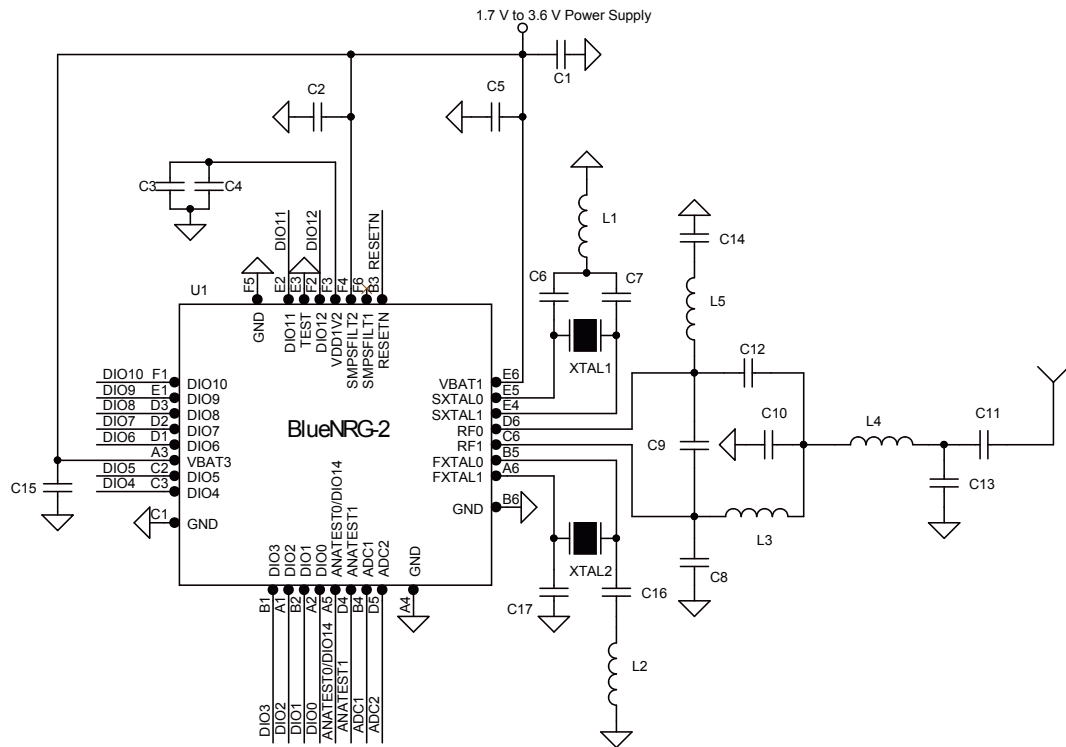 1.7 V to 3.6 V Power Supply
C1
C2
C5
C3
C4
L1
C14
DIO11
DIO12
RESETN
C6
C7
L5
U1
F5
E2
E3
F2
F3
F4
F6
B3
GND
DIO11
TEST
DIO12
VDD1V2
SMPSFILT2
SMPSFILT1
RESETN
XTAL1
C12
DIO10 F1 DIO10
DIO9 E1 DIO9
DIO8 D3 DIO8
DIO7 D2 DIO7
DIO6 D1 DIO6
A3 VBAT3
DIO5 C2 DIO5
DIO4 C3 DIO4
C1 GND
C15
BlueNRG-2
VBAT1 E6
SXTAL0 E5
SXTAL1 E4
RF0 D6
RF1 C6
FXTAL0 B5
FXTAL1 A6
GND B6
C9
C10
L4
C11
C13
L3
C8
XTAL2
C17
C16
L2
DIO3
DIO2
DIO1
DIO0
ANATEST0/DIO14
ANATEST1
ADC1
ADC2
GND
B1
A1
B2
A2
A5
D4
B4
D5
A4
DIO3
DIO2
DIO1
DIO0
ANATEST0/DIO14
ANATEST1
ADC1
ADC2